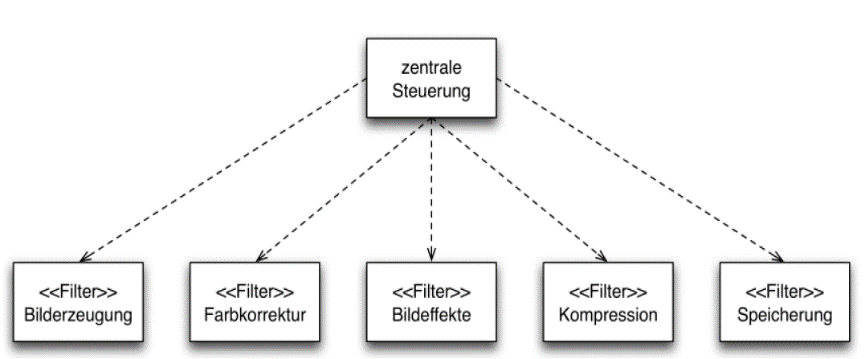 zentrale
Steuerung
<<Filter>>
Bilderzeugung
<<Filter>>
Farbkorrektur
<<Filter>>
Bildeffekte
<<Filter>>
Kompression
<<Filter>>
Speicherung